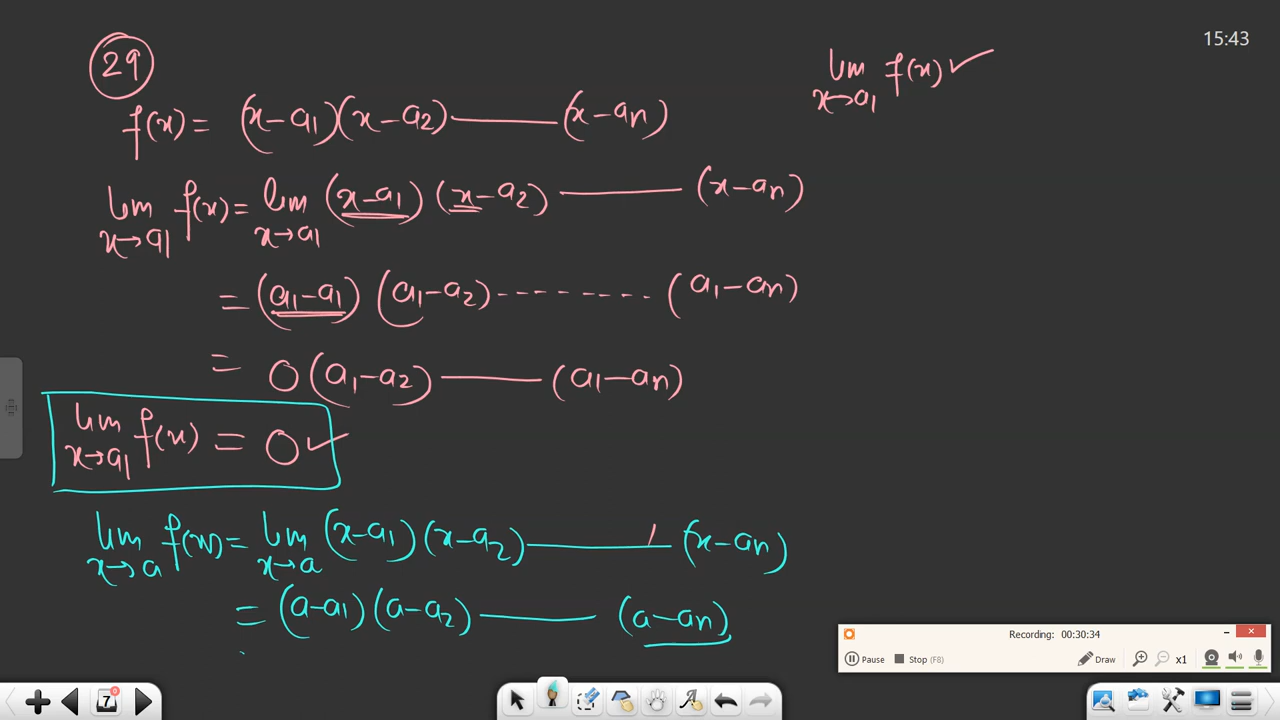 15:43
29
lim x→a₁ f(x) ✓
f(x) = (x-a₁)(x-a₂)———(x-aₙ)
lim x→a₁ f(x) = lim x→a₁ (x-a₁)(x-a₂)———(x-aₙ)
= (a₁-a₁)(a₁-a₂)--------(a₁-aₙ)
= 0(a₁-a₂)———(a₁-aₙ)
lim x→a₁ f(x) = 0 ✓
lim x→a f(x) = lim x→a (x-a₁)(x-a₂)———(x-aₙ)
= (a-a₁)(a-a₂)———(a-aₙ)
Recording: 00:30:34
Pause Stop (F8) Draw x1
7 0